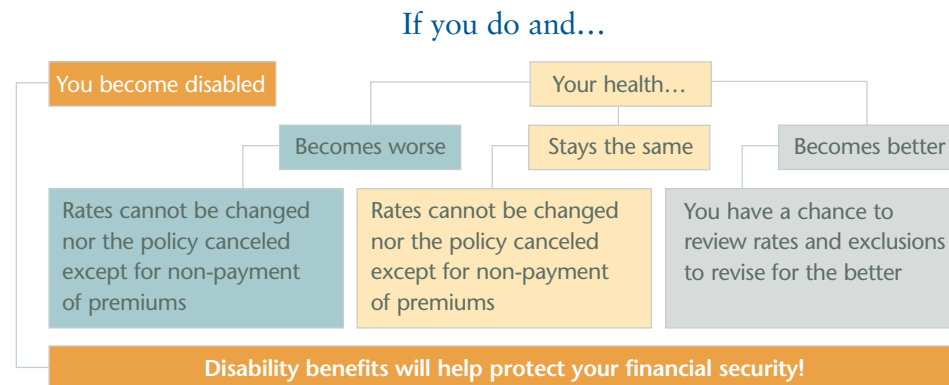 If you do and…
You become disabled
Your health…
Becomes worse
Stays the same
Becomes better
Rates cannot be changed
nor the policy canceled
except for non-payment
of premiums
Rates cannot be changed
nor the policy canceled
except for non-payment
of premiums
You have a chance to
review rates and exclusions
to revise for the better
Disability benefits will help protect your financial security!